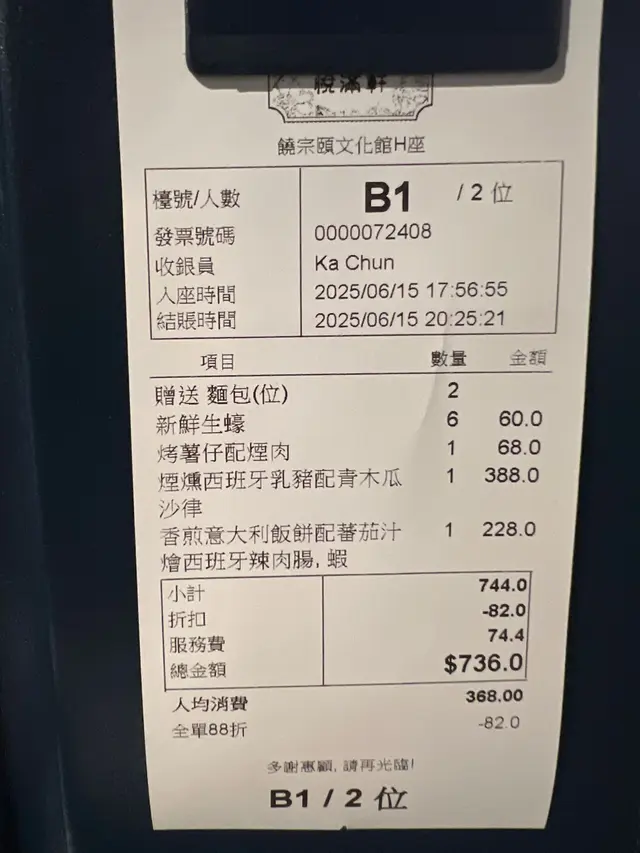 悅滿軒
饒宗頤文化館H座
檯號/人數 B1 / 2 位
發票號碼 0000072408
收銀員 Ka Chun
入座時間 2025/06/15 17:56:55
結賬時間 2025/06/15 20:25:21
項目 數量 金額
贈送 麵包(位) 2
新鮮生蠔 6 60.0
烤薯仔配煙肉 1 68.0
煙燻西班牙乳豬配青木瓜 1 388.0
沙律
香煎意大利飯餅配蕃茄汁 1 228.0
燴西班牙辣肉腸, 蝦
小計 744.0
折扣 -82.0
服務費 74.4
總金額 $736.0
人均消費 368.00
全單88折 -82.0
多謝惠顧, 請再光臨!
B1 / 2 位